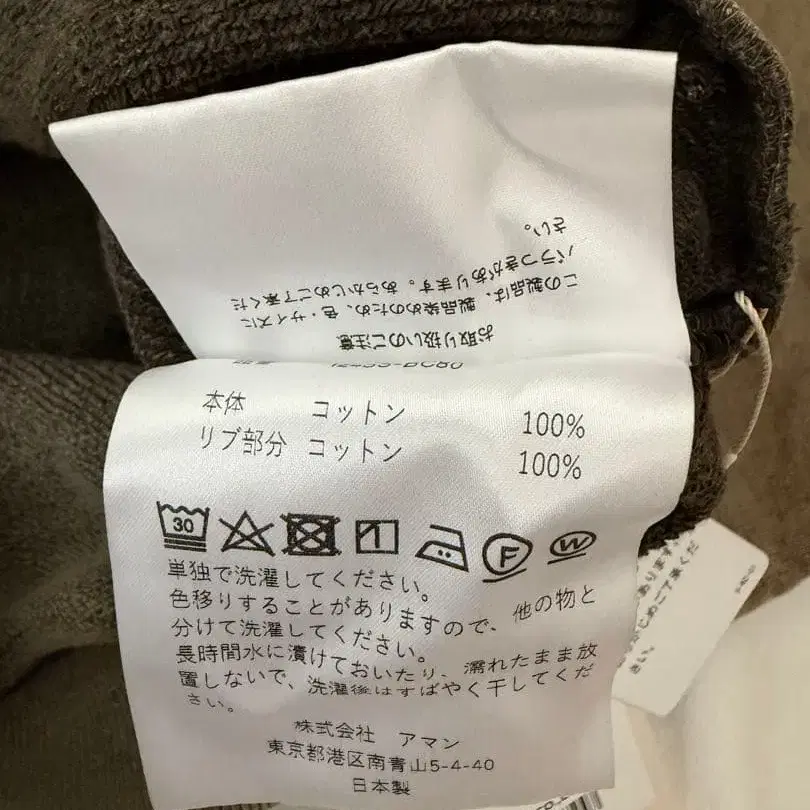 お取り扱いのご注意
この製品は、製品染めのため、色・サイズに
バラつきがあります。あらかじめご了承くだ
さい。
本体 コットン 100%
リブ部分 コットン 100%
30
F
W
単独で洗濯してください。
色移りすることがありますので、他の物と
分けて洗濯してください。
長時間水に漬けておいたり、濡れたまま放
置しないで、洗濯後はすばやく干してくだ
さい。
株式会社 アマン
東京都港区南青山5-4-40
日本製